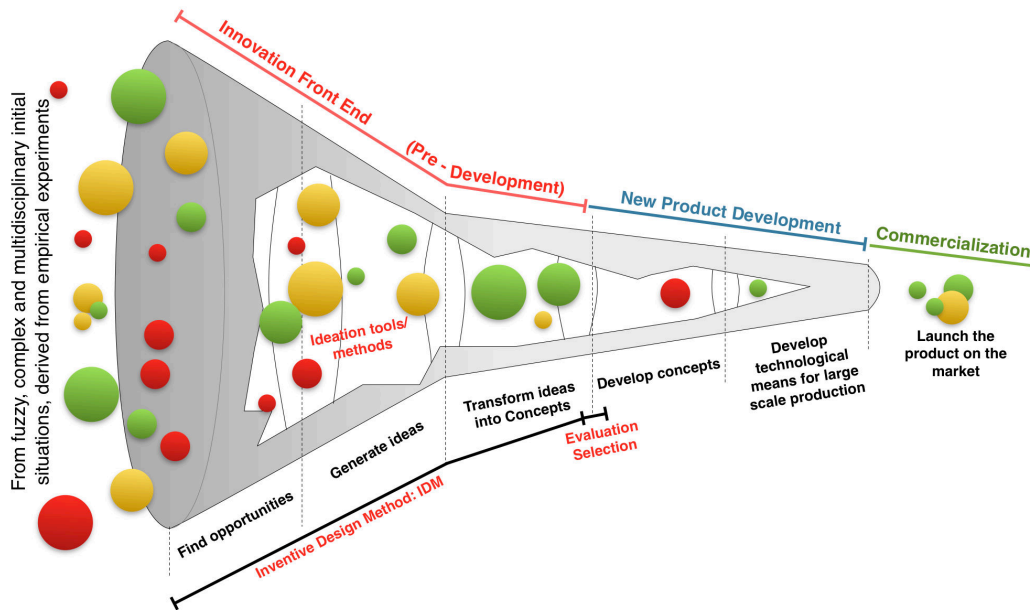 From fuzzy, complex and multidisciplinary initial
situations, derived from empirical experiments
Innovation Front End
(Pre - Development)
New Product Development
Commercialization
Ideation tools/
methods
Find opportunities
Generate ideas
Transform ideas
into Concepts
Develop concepts
Develop
technological
means for large
scale production
Launch the
product on the
market
Evaluation
Selection
Inventive Design Method: IDM